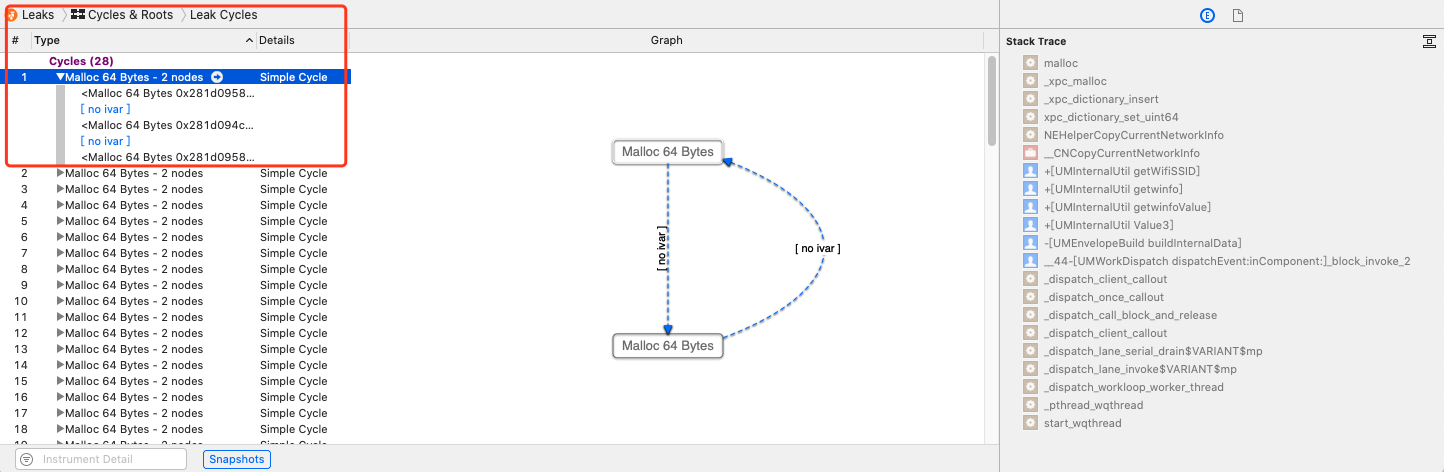 Leaks Cycles & Roots Leak Cycles
# Type Details Graph
Cycles (28)
1 Malloc 64 Bytes - 2 nodes Simple Cycle
<Malloc 64 Bytes 0x281d0958...
[ no ivar ]
<Malloc 64 Bytes 0x281d094c...
[ no ivar ]
<Malloc 64 Bytes 0x281d0958...
2 Malloc 64 Bytes - 2 nodes Simple Cycle
3 Malloc 64 Bytes - 2 nodes Simple Cycle
4 Malloc 64 Bytes - 2 nodes Simple Cycle
5 Malloc 64 Bytes - 2 nodes Simple Cycle
6 Malloc 64 Bytes - 2 nodes Simple Cycle
7 Malloc 64 Bytes - 2 nodes Simple Cycle
8 Malloc 64 Bytes - 2 nodes Simple Cycle
9 Malloc 64 Bytes - 2 nodes Simple Cycle
10 Malloc 64 Bytes - 2 nodes Simple Cycle
11 Malloc 64 Bytes - 2 nodes Simple Cycle
12 Malloc 64 Bytes - 2 nodes Simple Cycle
13 Malloc 64 Bytes - 2 nodes Simple Cycle
14 Malloc 64 Bytes - 2 nodes Simple Cycle
15 Malloc 64 Bytes - 2 nodes Simple Cycle
16 Malloc 64 Bytes - 2 nodes Simple Cycle
17 Malloc 64 Bytes - 2 nodes Simple Cycle
18 Malloc 64 Bytes - 2 nodes Simple Cycle
19 Malloc 64 Bytes - 2 nodes Simple Cycle
Malloc 64 Bytes
[ no ivar ]
[ no ivar ]
Malloc 64 Bytes
Instrument Detail Snapshots
E
Stack Trace
malloc
_xpc_malloc
_xpc_dictionary_insert
xpc_dictionary_set_uint64
NEHelperCopyCurrentNetworkInfo
__CNCopyCurrentNetworkInfo
+[UMInternalUtil getWifiSSID]
+[UMInternalUtil getwinfo]
+[UMInternalUtil getwinfoValue]
+[UMInternalUtil Value3]
-[UMEnvelopeBuild buildInternalData]
__44-[UMWorkDispatch dispatchEvent:inComponent:]_block_invoke_2
_dispatch_client_callout
_dispatch_once_callout
_dispatch_call_block_and_release
_dispatch_client_callout
_dispatch_lane_serial_drain$VARIANT$mp
_dispatch_lane_invoke$VARIANT$mp
_dispatch_workloop_worker_thread
_pthread_wqthread
start_wqthread